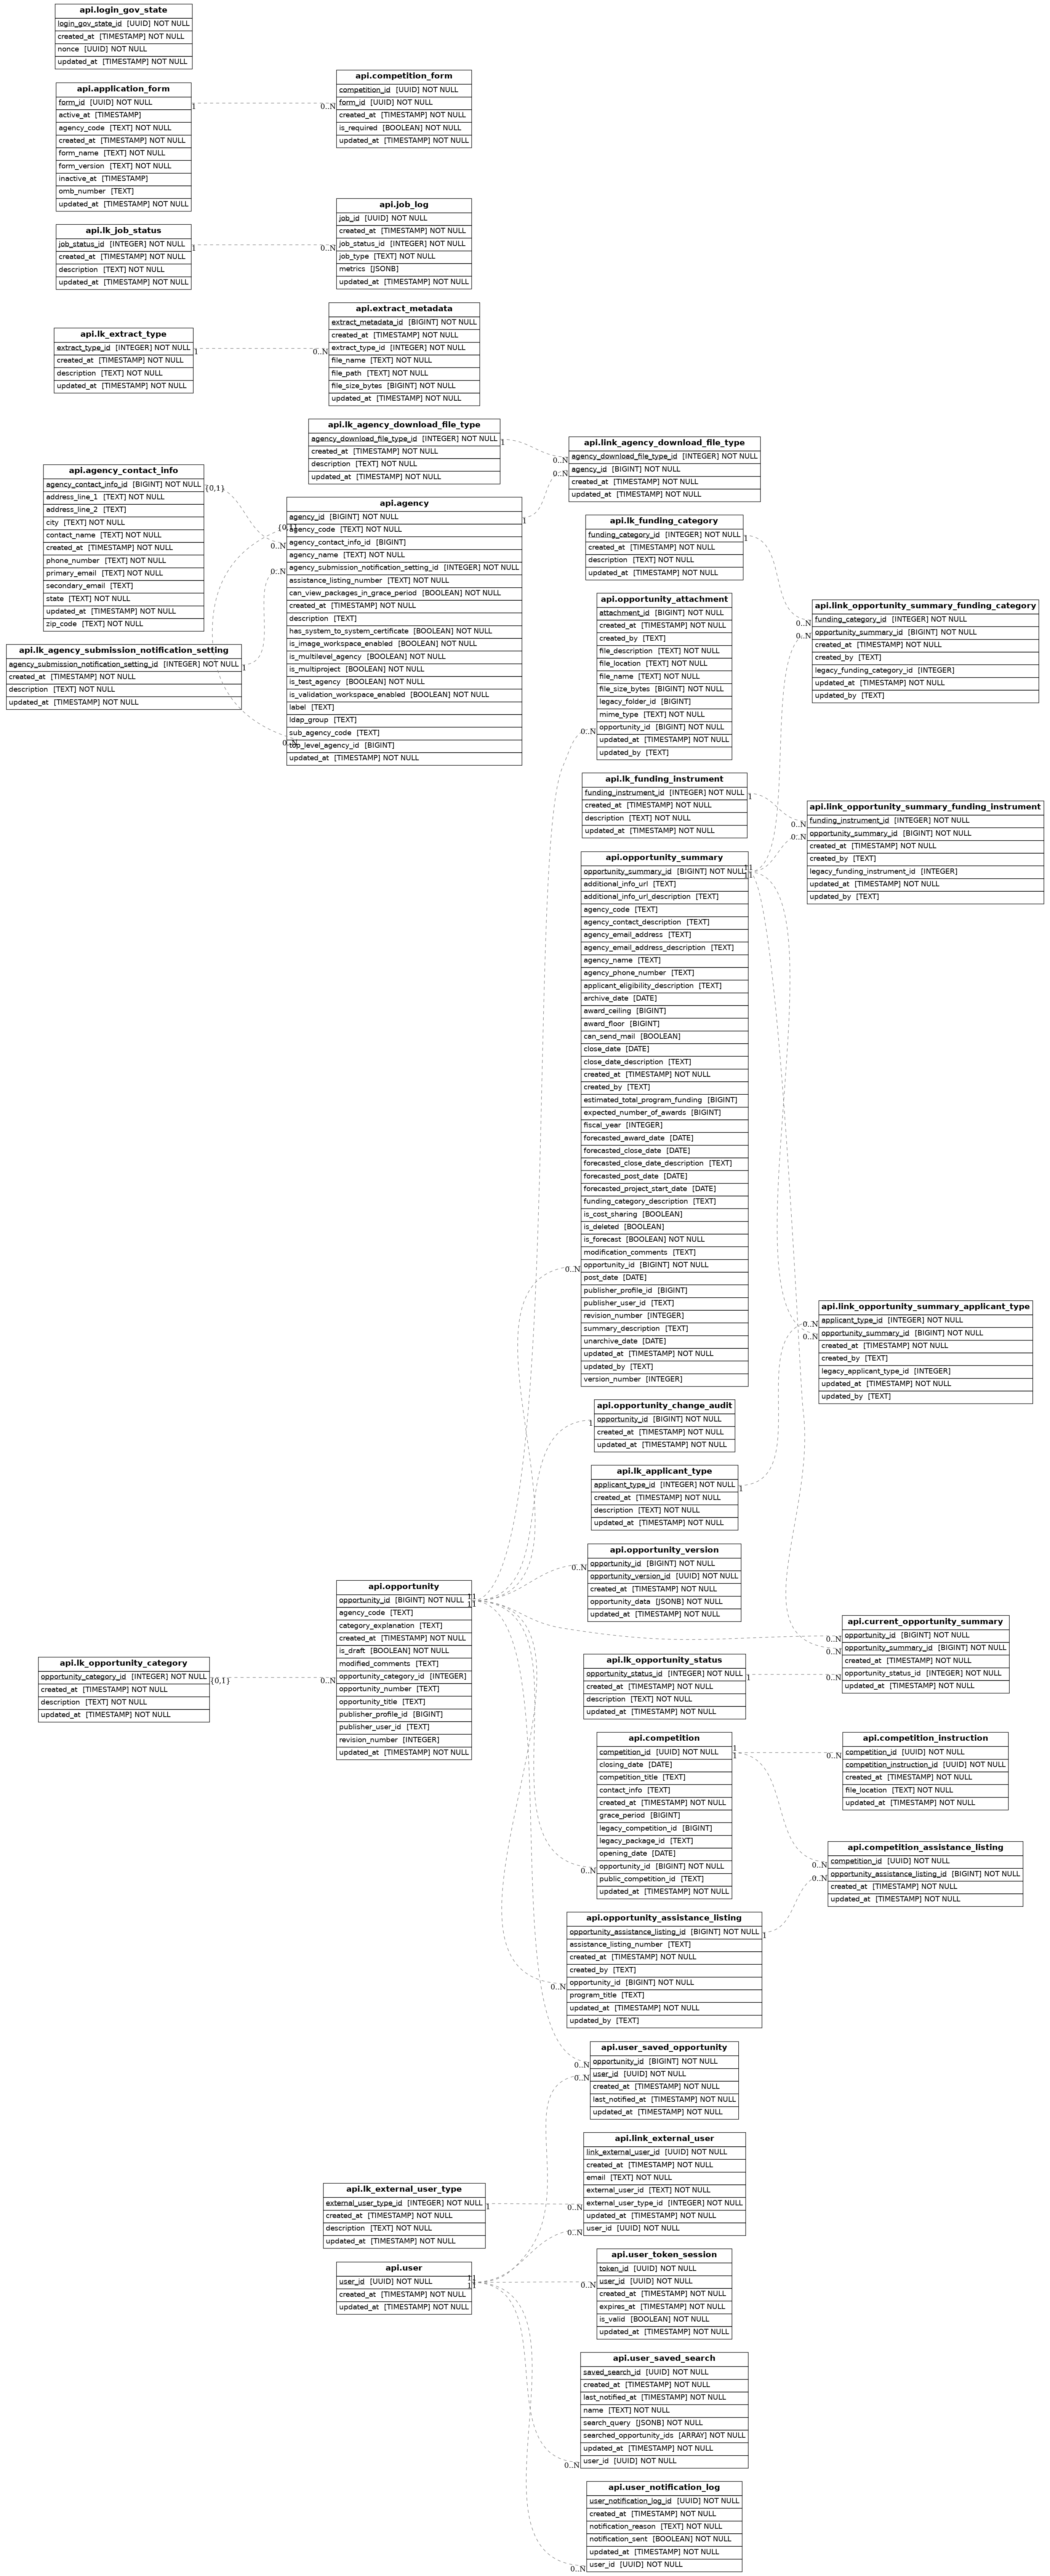 api.login_gov_state
login_gov_state_id [UUID] NOT NULL
created_at [TIMESTAMP] NOT NULL
nonce [UUID] NOT NULL
updated_at [TIMESTAMP] NOT NULL
api.application_form
form_id [UUID] NOT NULL
active_at [TIMESTAMP]
agency_code [TEXT] NOT NULL
created_at [TIMESTAMP] NOT NULL
form_name [TEXT] NOT NULL
form_version [TEXT] NOT NULL
inactive_at [TIMESTAMP]
omb_number [TEXT]
updated_at [TIMESTAMP] NOT NULL
1
0..N
api.competition_form
competition_id [UUID] NOT NULL
form_id [UUID] NOT NULL
created_at [TIMESTAMP] NOT NULL
is_required [BOOLEAN] NOT NULL
updated_at [TIMESTAMP] NOT NULL
api.lk_job_status
job_status_id [INTEGER] NOT NULL
created_at [TIMESTAMP] NOT NULL
description [TEXT] NOT NULL
updated_at [TIMESTAMP] NOT NULL
1
0..N
api.job_log
job_id [UUID] NOT NULL
created_at [TIMESTAMP] NOT NULL
job_status_id [INTEGER] NOT NULL
job_type [TEXT] NOT NULL
metrics [JSONB]
updated_at [TIMESTAMP] NOT NULL
api.lk_extract_type
extract_type_id [INTEGER] NOT NULL
created_at [TIMESTAMP] NOT NULL
description [TEXT] NOT NULL
updated_at [TIMESTAMP] NOT NULL
1
0..N
api.extract_metadata
extract_metadata_id [BIGINT] NOT NULL
created_at [TIMESTAMP] NOT NULL
extract_type_id [INTEGER] NOT NULL
file_name [TEXT] NOT NULL
file_path [TEXT] NOT NULL
file_size_bytes [BIGINT] NOT NULL
updated_at [TIMESTAMP] NOT NULL
api.lk_agency_download_file_type
agency_download_file_type_id [INTEGER] NOT NULL
created_at [TIMESTAMP] NOT NULL
description [TEXT] NOT NULL
updated_at [TIMESTAMP] NOT NULL
1
0..N
0..N
api.link_agency_download_file_type
agency_download_file_type_id [INTEGER] NOT NULL
agency_id [BIGINT] NOT NULL
created_at [TIMESTAMP] NOT NULL
updated_at [TIMESTAMP] NOT NULL
api.agency_contact_info
agency_contact_info_id [BIGINT] NOT NULL
address_line_1 [TEXT] NOT NULL
address_line_2 [TEXT]
city [TEXT] NOT NULL
contact_name [TEXT] NOT NULL
created_at [TIMESTAMP] NOT NULL
phone_number [TEXT] NOT NULL
primary_email [TEXT] NOT NULL
secondary_email [TEXT]
state [TEXT] NOT NULL
updated_at [TIMESTAMP] NOT NULL
zip_code [TEXT] NOT NULL
{0,1}
api.lk_agency_submission_notification_setting
agency_submission_notification_setting_id [INTEGER] NOT NULL
created_at [TIMESTAMP] NOT NULL
description [TEXT] NOT NULL
updated_at [TIMESTAMP] NOT NULL
1
{0,1}
0..N
0..N
0..N
api.agency
agency_id [BIGINT] NOT NULL
agency_code [TEXT] NOT NULL
agency_contact_info_id [BIGINT]
agency_name [TEXT] NOT NULL
agency_submission_notification_setting_id [INTEGER] NOT NULL
assistance_listing_number [TEXT] NOT NULL
can_view_packages_in_grace_period [BOOLEAN] NOT NULL
created_at [TIMESTAMP] NOT NULL
description [TEXT]
has_system_to_system_certificate [BOOLEAN] NOT NULL
is_image_workspace_enabled [BOOLEAN] NOT NULL
is_multilevel_agency [BOOLEAN] NOT NULL
is_multiproject [BOOLEAN] NOT NULL
is_test_agency [BOOLEAN] NOT NULL
is_validation_workspace_enabled [BOOLEAN] NOT NULL
label [TEXT]
ldap_group [TEXT]
sub_agency_code [TEXT]
top_level_agency_id [BIGINT]
updated_at [TIMESTAMP] NOT NULL
1
api.lk_funding_category
funding_category_id [INTEGER] NOT NULL
created_at [TIMESTAMP] NOT NULL
description [TEXT] NOT NULL
updated_at [TIMESTAMP] NOT NULL
1
0..N
0..N
api.link_opportunity_summary_funding_category
funding_category_id [INTEGER] NOT NULL
opportunity_summary_id [BIGINT] NOT NULL
created_at [TIMESTAMP] NOT NULL
created_by [TEXT]
legacy_funding_category_id [INTEGER]
updated_at [TIMESTAMP] NOT NULL
updated_by [TEXT]
api.opportunity_attachment
attachment_id [BIGINT] NOT NULL
created_at [TIMESTAMP] NOT NULL
created_by [TEXT]
file_description [TEXT] NOT NULL
file_location [TEXT] NOT NULL
file_name [TEXT] NOT NULL
file_size_bytes [BIGINT] NOT NULL
legacy_folder_id [BIGINT]
mime_type [TEXT] NOT NULL
opportunity_id [BIGINT] NOT NULL
updated_at [TIMESTAMP] NOT NULL
updated_by [TEXT]
0..N
api.lk_funding_instrument
funding_instrument_id [INTEGER] NOT NULL
created_at [TIMESTAMP] NOT NULL
description [TEXT] NOT NULL
updated_at [TIMESTAMP] NOT NULL
1
0..N
0..N
api.link_opportunity_summary_funding_instrument
funding_instrument_id [INTEGER] NOT NULL
opportunity_summary_id [BIGINT] NOT NULL
created_at [TIMESTAMP] NOT NULL
created_by [TEXT]
legacy_funding_instrument_id [INTEGER]
updated_at [TIMESTAMP] NOT NULL
updated_by [TEXT]
api.opportunity_summary
opportunity_summary_id [BIGINT] NOT NULL
additional_info_url [TEXT]
additional_info_url_description [TEXT]
agency_code [TEXT]
agency_contact_description [TEXT]
agency_email_address [TEXT]
agency_email_address_description [TEXT]
agency_name [TEXT]
agency_phone_number [TEXT]
applicant_eligibility_description [TEXT]
archive_date [DATE]
award_ceiling [BIGINT]
award_floor [BIGINT]
can_send_mail [BOOLEAN]
close_date [DATE]
close_date_description [TEXT]
created_at [TIMESTAMP] NOT NULL
created_by [TEXT]
estimated_total_program_funding [BIGINT]
expected_number_of_awards [BIGINT]
fiscal_year [INTEGER]
forecasted_award_date [DATE]
forecasted_close_date [DATE]
forecasted_close_date_description [TEXT]
forecasted_post_date [DATE]
forecasted_project_start_date [DATE]
funding_category_description [TEXT]
is_cost_sharing [BOOLEAN]
is_deleted [BOOLEAN]
is_forecast [BOOLEAN] NOT NULL
modification_comments [TEXT]
opportunity_id [BIGINT] NOT NULL
post_date [DATE]
publisher_profile_id [BIGINT]
publisher_user_id [TEXT]
revision_number [INTEGER]
summary_description [TEXT]
unarchive_date [DATE]
updated_at [TIMESTAMP] NOT NULL
updated_by [TEXT]
version_number [INTEGER]
11
11
0..N
0..N
0..N
api.link_opportunity_summary_applicant_type
applicant_type_id [INTEGER] NOT NULL
opportunity_summary_id [BIGINT] NOT NULL
created_at [TIMESTAMP] NOT NULL
created_by [TEXT]
legacy_applicant_type_id [INTEGER]
updated_at [TIMESTAMP] NOT NULL
updated_by [TEXT]
api.opportunity_change_audit
opportunity_id [BIGINT] NOT NULL
created_at [TIMESTAMP] NOT NULL
updated_at [TIMESTAMP] NOT NULL
1
api.lk_applicant_type
applicant_type_id [INTEGER] NOT NULL
created_at [TIMESTAMP] NOT NULL
description [TEXT] NOT NULL
updated_at [TIMESTAMP] NOT NULL
1
api.opportunity_version
opportunity_id [BIGINT] NOT NULL
opportunity_version_id [UUID] NOT NULL
created_at [TIMESTAMP] NOT NULL
opportunity_data [JSONB] NOT NULL
updated_at [TIMESTAMP] NOT NULL
0..N
api.opportunity
opportunity_id [BIGINT] NOT NULL
agency_code [TEXT]
category_explanation [TEXT]
created_at [TIMESTAMP] NOT NULL
is_draft [BOOLEAN] NOT NULL
modified_comments [TEXT]
opportunity_category_id [INTEGER]
opportunity_number [TEXT]
opportunity_title [TEXT]
publisher_profile_id [BIGINT]
publisher_user_id [TEXT]
revision_number [INTEGER]
updated_at [TIMESTAMP] NOT NULL
11
11
api.lk_opportunity_category
opportunity_category_id [INTEGER] NOT NULL
created_at [TIMESTAMP] NOT NULL
description [TEXT] NOT NULL
updated_at [TIMESTAMP] NOT NULL
{0,1}
0..N
api.current_opportunity_summary
opportunity_id [BIGINT] NOT NULL
opportunity_summary_id [BIGINT] NOT NULL
created_at [TIMESTAMP] NOT NULL
opportunity_status_id [INTEGER] NOT NULL
updated_at [TIMESTAMP] NOT NULL
0..N
0..N
0..N
api.lk_opportunity_status
opportunity_status_id [INTEGER] NOT NULL
created_at [TIMESTAMP] NOT NULL
description [TEXT] NOT NULL
updated_at [TIMESTAMP] NOT NULL
1
api.competition
competition_id [UUID] NOT NULL
closing_date [DATE]
competition_title [TEXT]
contact_info [TEXT]
created_at [TIMESTAMP] NOT NULL
grace_period [BIGINT]
legacy_competition_id [BIGINT]
legacy_package_id [TEXT]
opening_date [DATE]
opportunity_id [BIGINT] NOT NULL
public_competition_id [TEXT]
updated_at [TIMESTAMP] NOT NULL
1
1
0..N
0..N
api.competition_instruction
competition_id [UUID] NOT NULL
competition_instruction_id [UUID] NOT NULL
created_at [TIMESTAMP] NOT NULL
file_location [TEXT] NOT NULL
updated_at [TIMESTAMP] NOT NULL
api.competition_assistance_listing
competition_id [UUID] NOT NULL
opportunity_assistance_listing_id [BIGINT] NOT NULL
created_at [TIMESTAMP] NOT NULL
updated_at [TIMESTAMP] NOT NULL
0..N
0..N
api.opportunity_assistance_listing
opportunity_assistance_listing_id [BIGINT] NOT NULL
assistance_listing_number [TEXT]
created_at [TIMESTAMP] NOT NULL
created_by [TEXT]
opportunity_id [BIGINT] NOT NULL
program_title [TEXT]
updated_at [TIMESTAMP] NOT NULL
updated_by [TEXT]
1
0..N
api.user_saved_opportunity
opportunity_id [BIGINT] NOT NULL
user_id [UUID] NOT NULL
created_at [TIMESTAMP] NOT NULL
last_notified_at [TIMESTAMP] NOT NULL
updated_at [TIMESTAMP] NOT NULL
0..N
0..N
api.link_external_user
link_external_user_id [UUID] NOT NULL
created_at [TIMESTAMP] NOT NULL
email [TEXT] NOT NULL
external_user_id [TEXT] NOT NULL
external_user_type_id [INTEGER] NOT NULL
updated_at [TIMESTAMP] NOT NULL
user_id [UUID] NOT NULL
0..N
0..N
api.lk_external_user_type
external_user_type_id [INTEGER] NOT NULL
created_at [TIMESTAMP] NOT NULL
description [TEXT] NOT NULL
updated_at [TIMESTAMP] NOT NULL
1
api.user
user_id [UUID] NOT NULL
created_at [TIMESTAMP] NOT NULL
updated_at [TIMESTAMP] NOT NULL
11
11
api.user_token_session
token_id [UUID] NOT NULL
user_id [UUID] NOT NULL
created_at [TIMESTAMP] NOT NULL
expires_at [TIMESTAMP] NOT NULL
is_valid [BOOLEAN] NOT NULL
updated_at [TIMESTAMP] NOT NULL
0..N
api.user_saved_search
saved_search_id [UUID] NOT NULL
created_at [TIMESTAMP] NOT NULL
last_notified_at [TIMESTAMP] NOT NULL
name [TEXT] NOT NULL
search_query [JSONB] NOT NULL
searched_opportunity_ids [ARRAY] NOT NULL
updated_at [TIMESTAMP] NOT NULL
user_id [UUID] NOT NULL
0..N
api.user_notification_log
user_notification_log_id [UUID] NOT NULL
created_at [TIMESTAMP] NOT NULL
notification_reason [TEXT] NOT NULL
notification_sent [BOOLEAN] NOT NULL
updated_at [TIMESTAMP] NOT NULL
user_id [UUID] NOT NULL
0..N